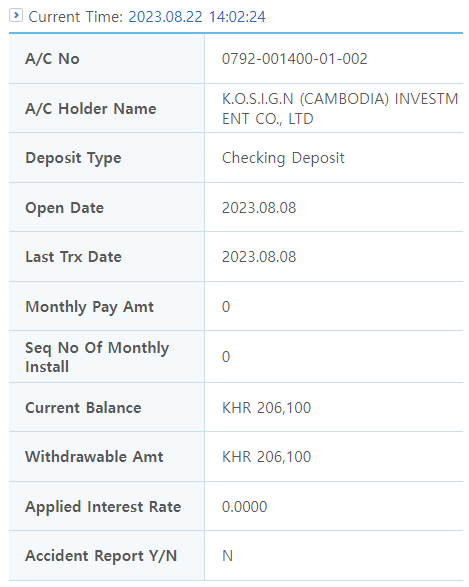 Current Time: 2023.08.22 14:02:24
A/C No 0792-001400-01-002
A/C Holder Name K.O.S.I.G.N (CAMBODIA) INVESTM
ENT CO., LTD
Deposit Type Checking Deposit
Open Date 2023.08.08
Last Trx Date 2023.08.08
Monthly Pay Amt 0
Seq No Of Monthly
Install 0
Current Balance KHR 206,100
Withdrawable Amt KHR 206,100
Applied Interest Rate 0.0000
Accident Report Y/N N